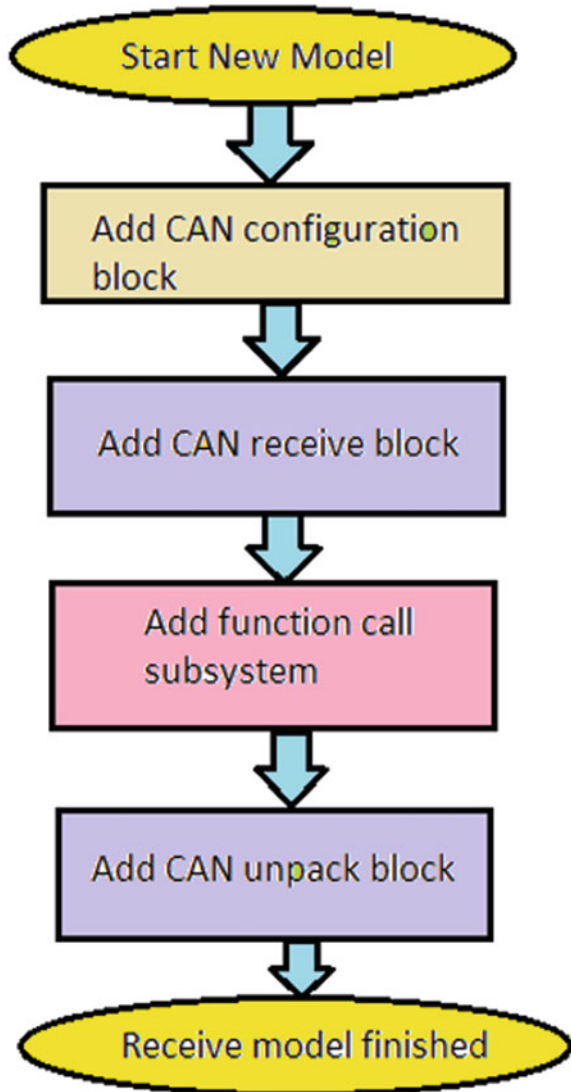 Start New Model
Add CAN configuration
block
Add CAN receive block
Add function call
subsystem
Add CAN unpack block
Receive model finished